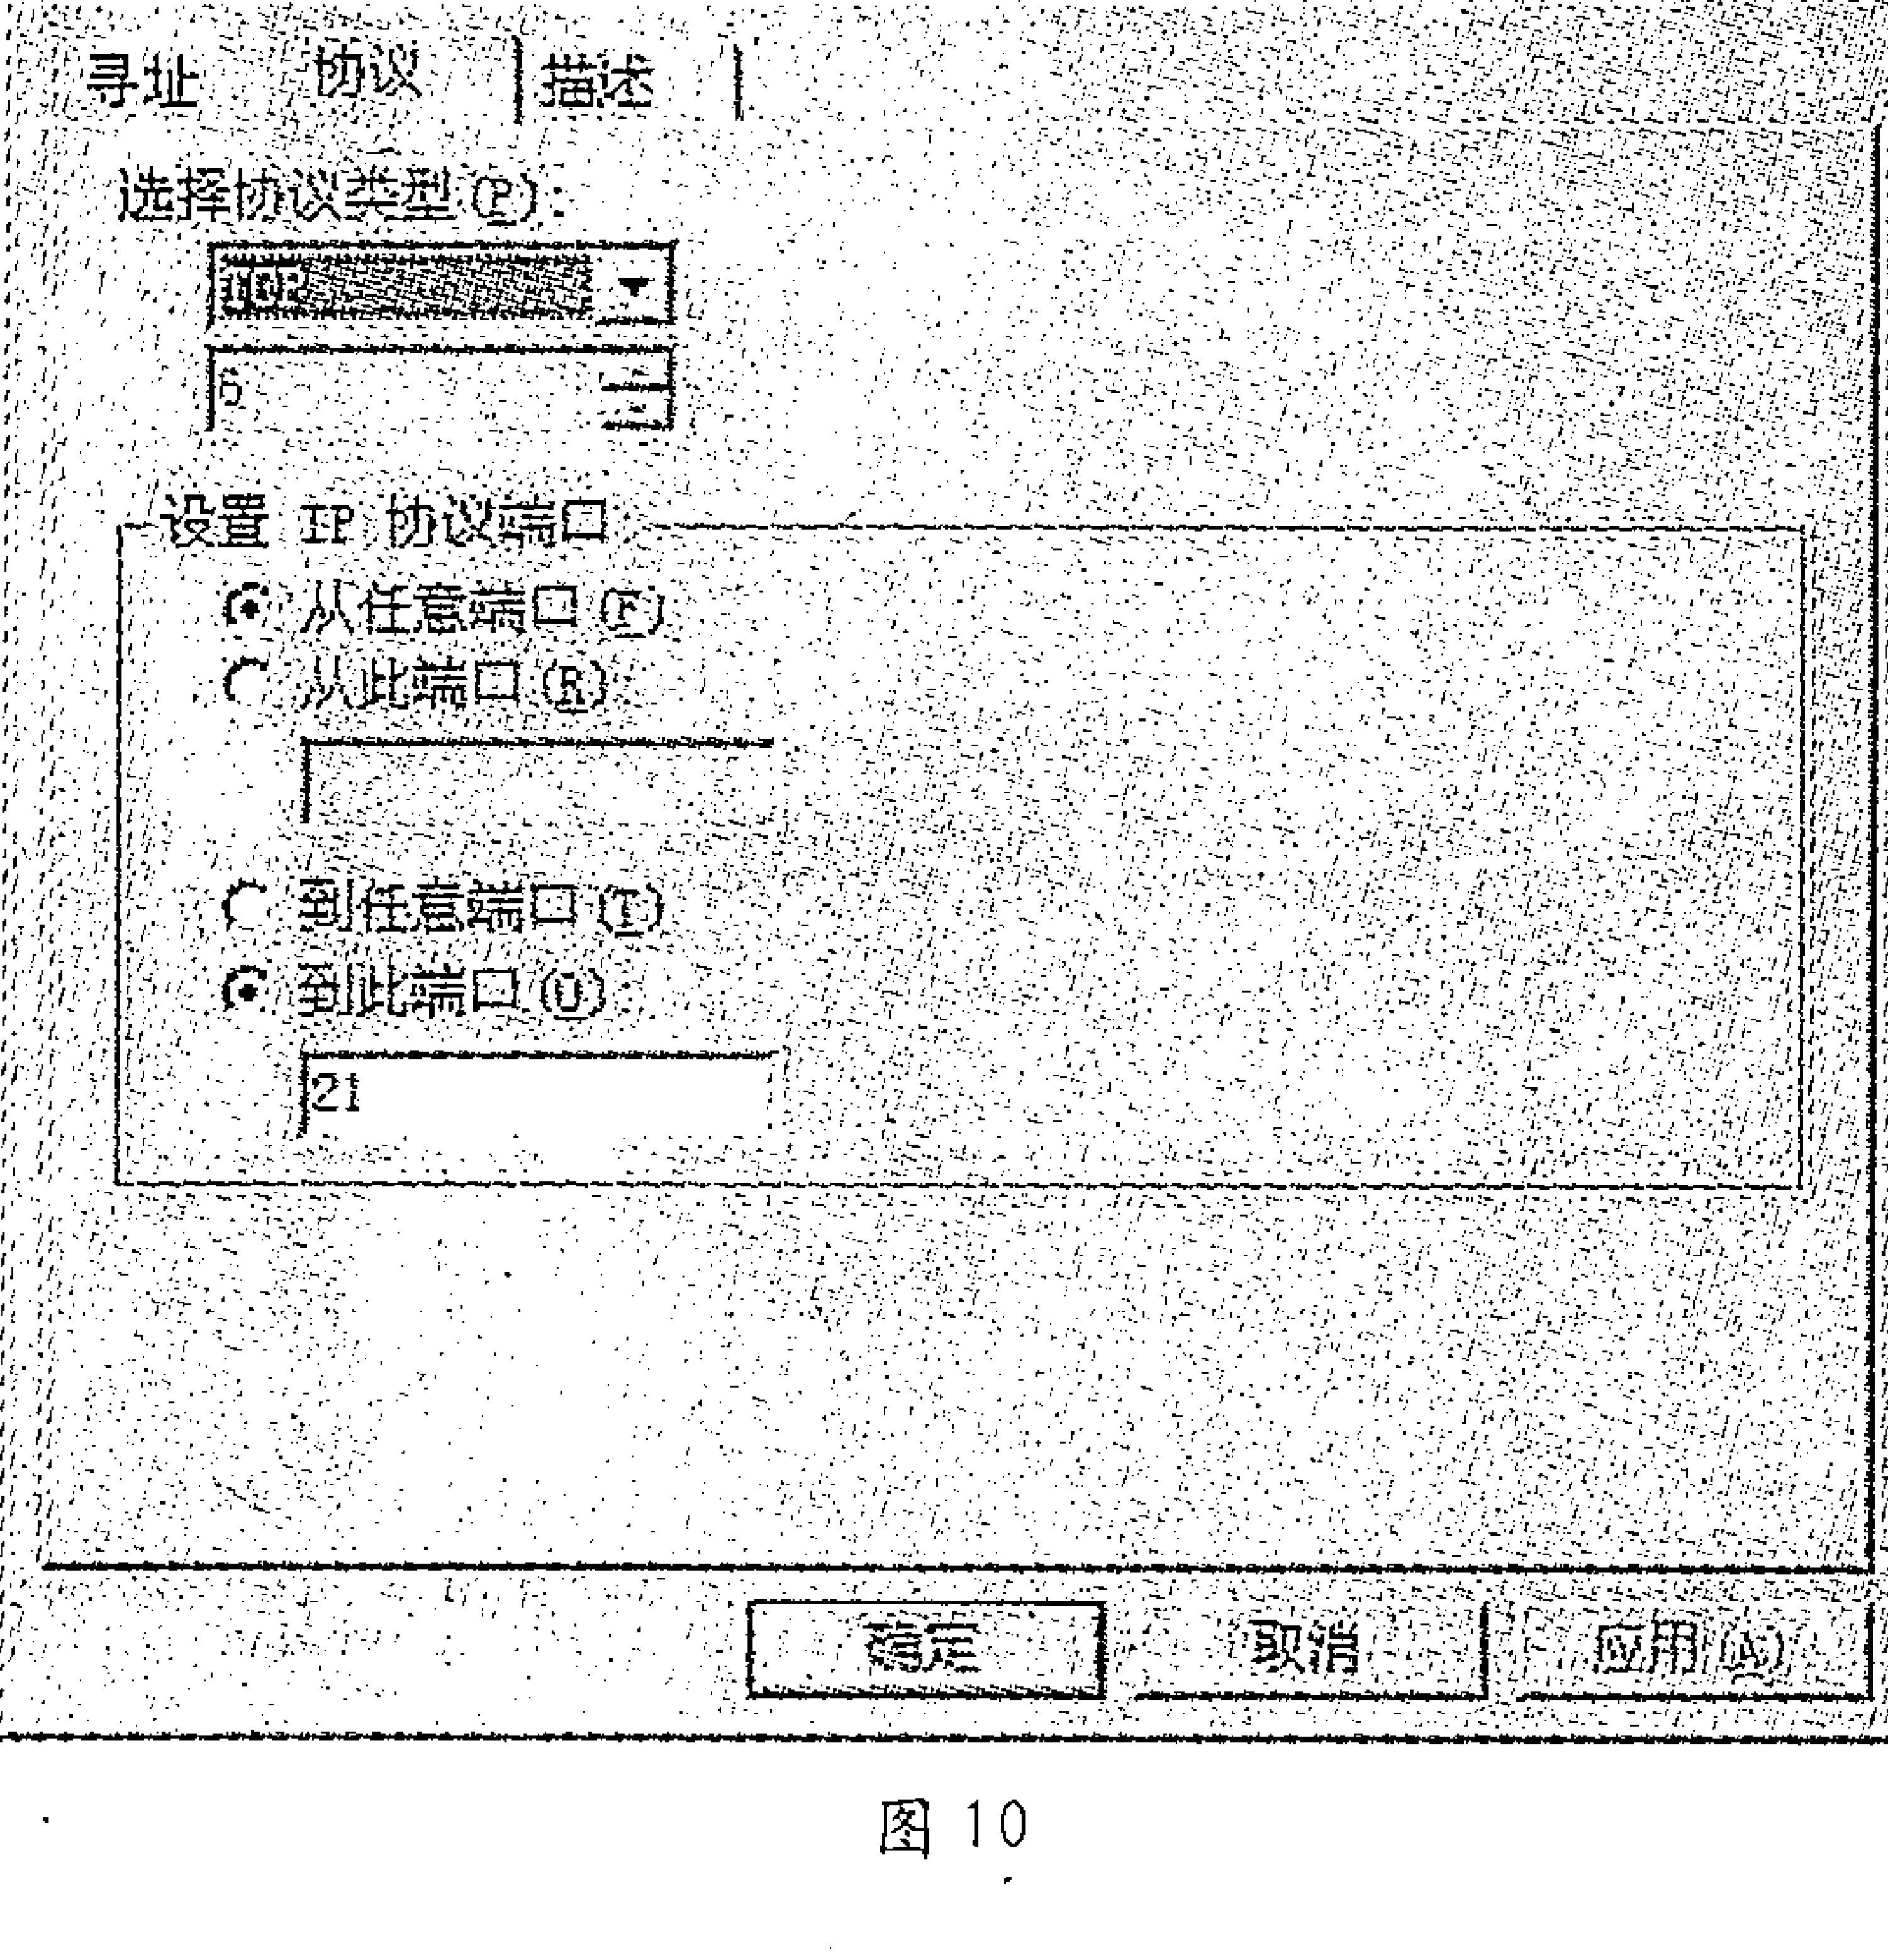 寻址 协议 描述
选择协议类型(P):
TCP
6
设置 IP 协议端口:
从任意端口(F)
从此端口(R):
到任意端口(T)
到此端口(O):
21
确定 取消 应用(A)
图 10